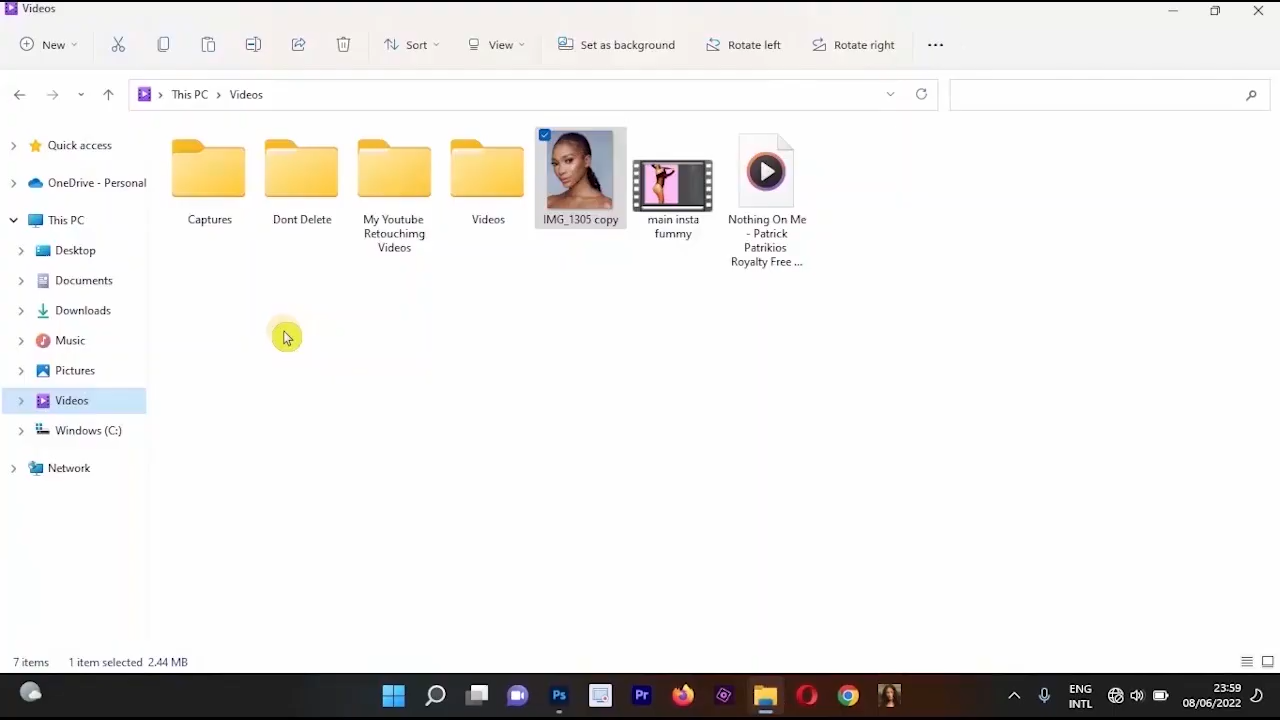 Videos
New
Sort
View
Set as background
Rotate left
Rotate right
This PC
Videos
Quick access
OneDrive - Personal
This PC
Desktop
Documents
Downloads
Music
Pictures
Videos
Windows (C:)
Network
Captures
Dont Delete
My Youtube
Retouchimg
Videos
Videos
IMG_1305 copy
main insta
fummy
Nothing On Me
- Patrick
Patrikios
Royalty Free ...
7 items
1 item selected 2.44 MB
Ps
Pr
ENG
INTL
23:59
08/06/2022